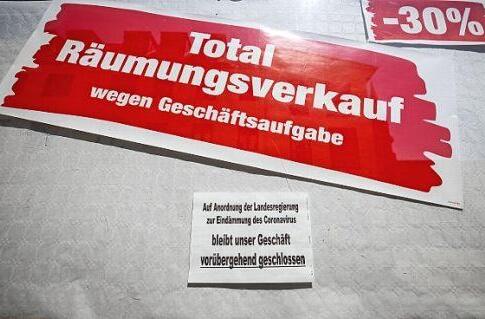 -30%
Total
Räumungsverkauf
wegen Geschäftsaufgabe
Auf Anordnung der Landesregierung
zur Eindämmung des Coronavirus
bleibt unser Geschäft
vorübergehend geschlossen